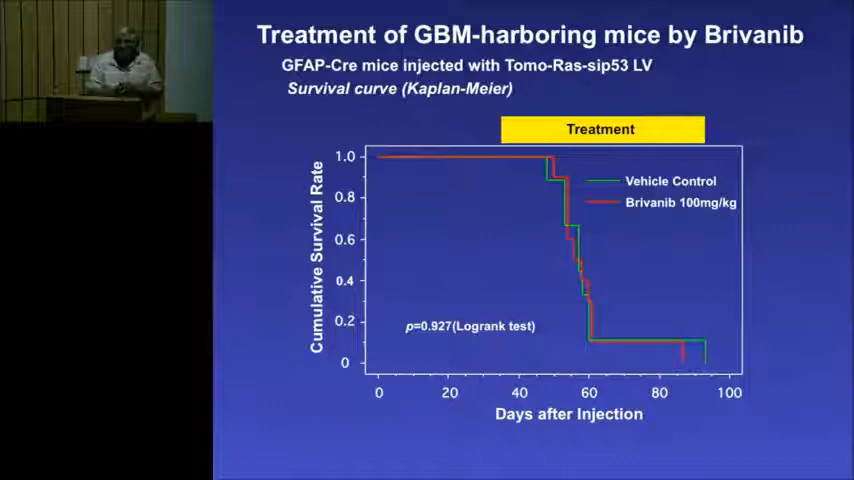 Treatment of GBM-harboring mice by Brivanib
GFAP-Cre mice injected with Tomo-Ras-sip53 LV
Survival curve (Kaplan-Meier)
Treatment
Cumulative Survival Rate
1.0
0.8
0.6
0.4
0.2
0
Vehicle Control
Brivanib 100mg/kg
p=0.927(Logrank test)
0 20 40 60 80 100
Days after Injection